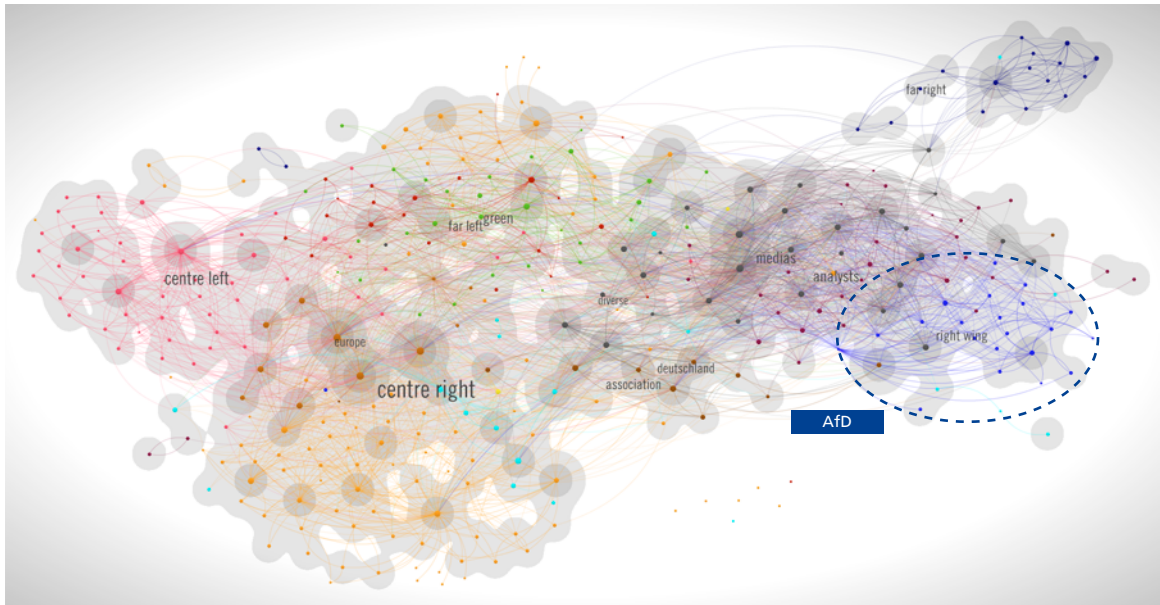 far right
far left
green
centre left
medias
analysts
diverse
europe
right wing
deutschland
association
centre right
AfD